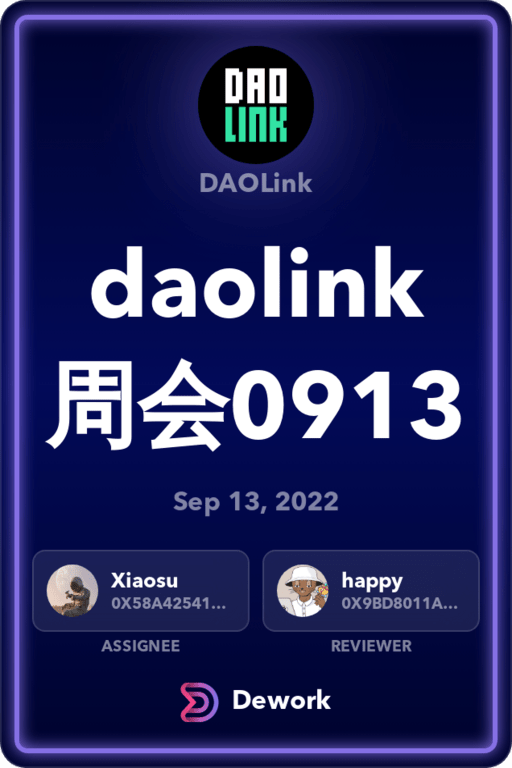 DAO
LINK
DAOLink
daolink
周会0913
Sep 13, 2022
Xiaosu
0X58A42541...
happy
0X9BD8011A...
ASSIGNEE
REVIEWER
Dework